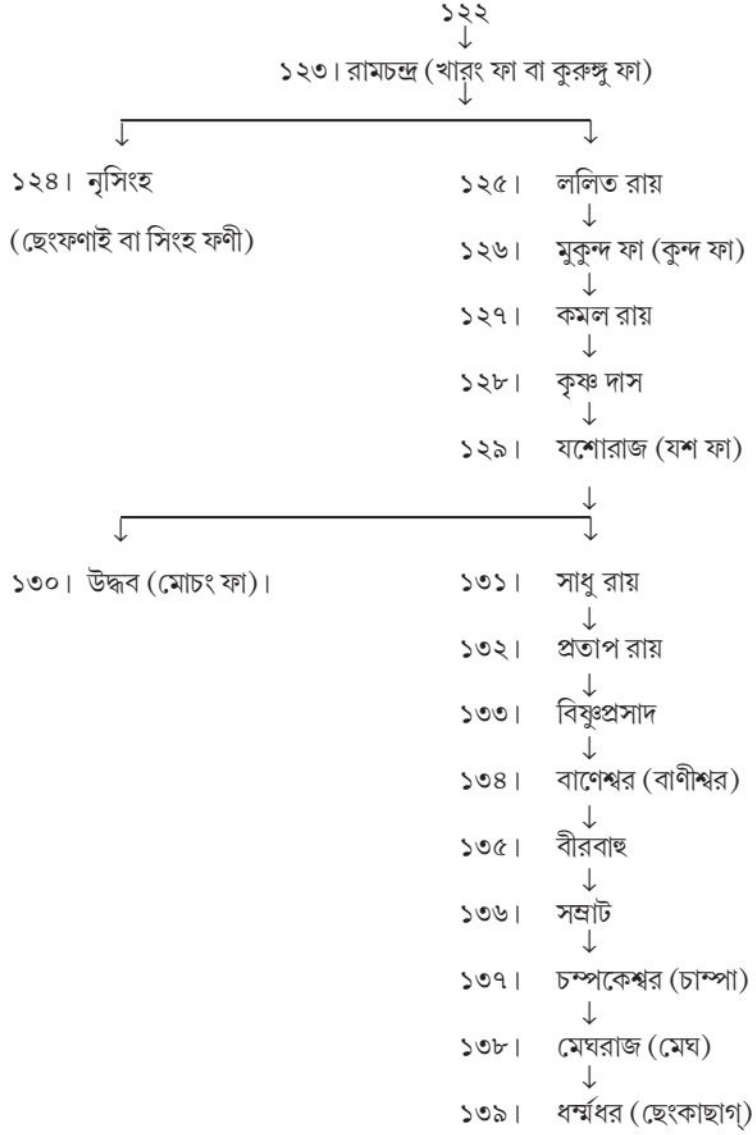 ১২২
১২৩। রামচন্দ্র (খারং ফা বা কুরুঙ্গু ফা)
১২৪। নৃসিংহ
(ছেংফণাই বা সিংহ ফণী)
১২৫। ললিত রায়
১২৬। মুকুন্দ ফা (কুন্দ ফা)
১২৭। কমল রায়
১২৮। কৃষ্ণ দাস
১২৯। যশোরাজ (যশ ফা)
১৩০। উদ্ধব (মোচং ফা)।
১৩১। সাধু রায়
১৩২। প্রতাপ রায়
১৩৩। বিষ্ণুপ্রসাদ
১৩৪। বাণেশ্বর (বাণীশ্বর)
১৩৫। বীরবাহু
১৩৬। সম্রাট
১৩৭। চম্পকেশ্বর (চাম্পা)
১৩৮। মেঘরাজ (মেঘ)
১৩৯। ধর্ম্মধর (ছেংকাছাগ্)